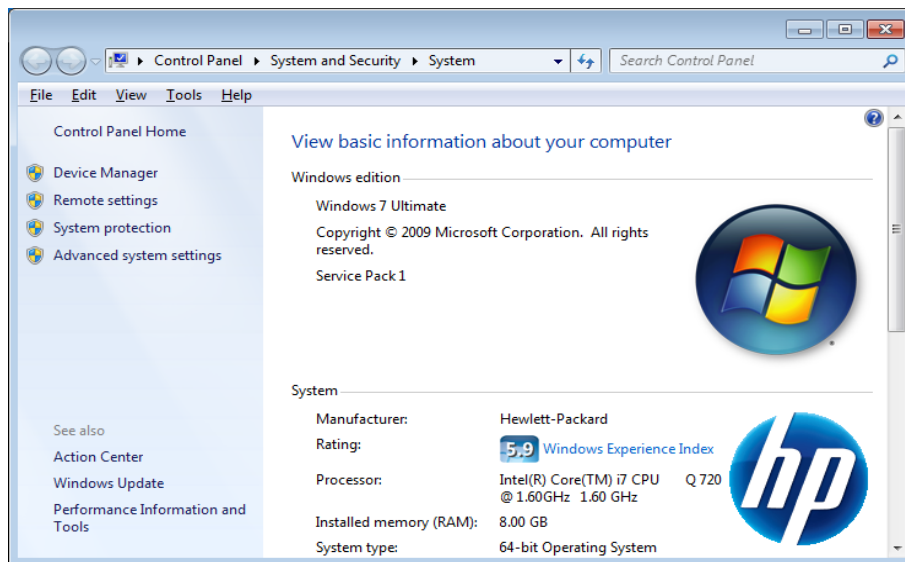 Control Panel System and Security System
Search Control Panel
File Edit View Tools Help
Control Panel Home
Device Manager
Remote settings
System protection
Advanced system settings
See also
Action Center
Windows Update
Performance Information and
Tools
View basic information about your computer
Windows edition
Windows 7 Ultimate
Copyright © 2009 Microsoft Corporation. All rights
reserved.
Service Pack 1
System
Manufacturer: Hewlett-Packard
Rating: 5,9 Windows Experience Index
Processor: Intel(R) Core(TM) i7 CPU Q 720
@ 1.60GHz 1.60 GHz
Installed memory (RAM): 8.00 GB
System type: 64-bit Operating System
hp